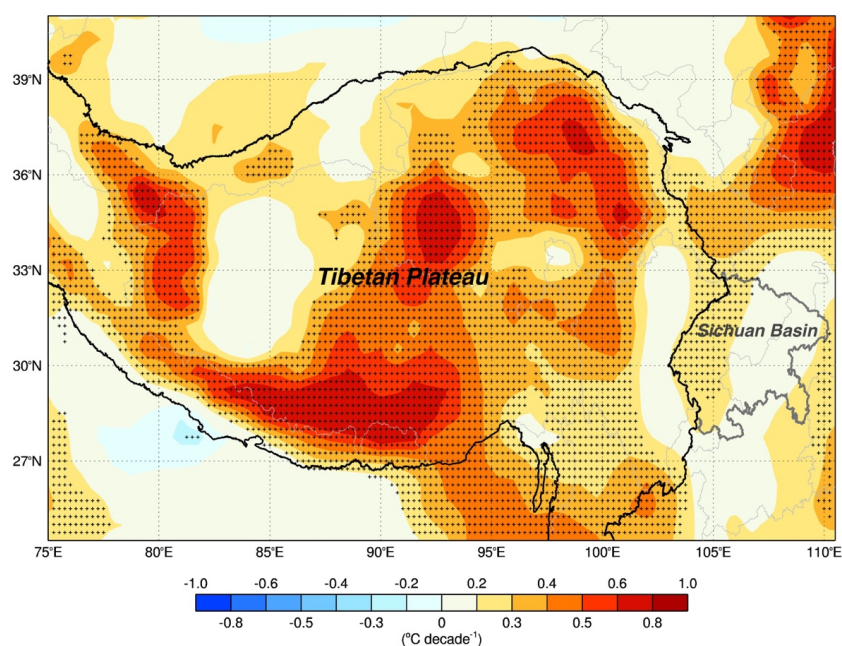 39°N
36°N
33°N
Tibetan Plateau
Sichuan Basin
30°N
27°N
75°E 80°E 85°E 90°E 95°E 100°E 105°E 110°E
-1.0 -0.6 -0.4 -0.2 0.2 0.4 0.6 1.0
-0.8 -0.5 -0.3 0 0.3 0.5 0.8
(°C decade⁻¹)